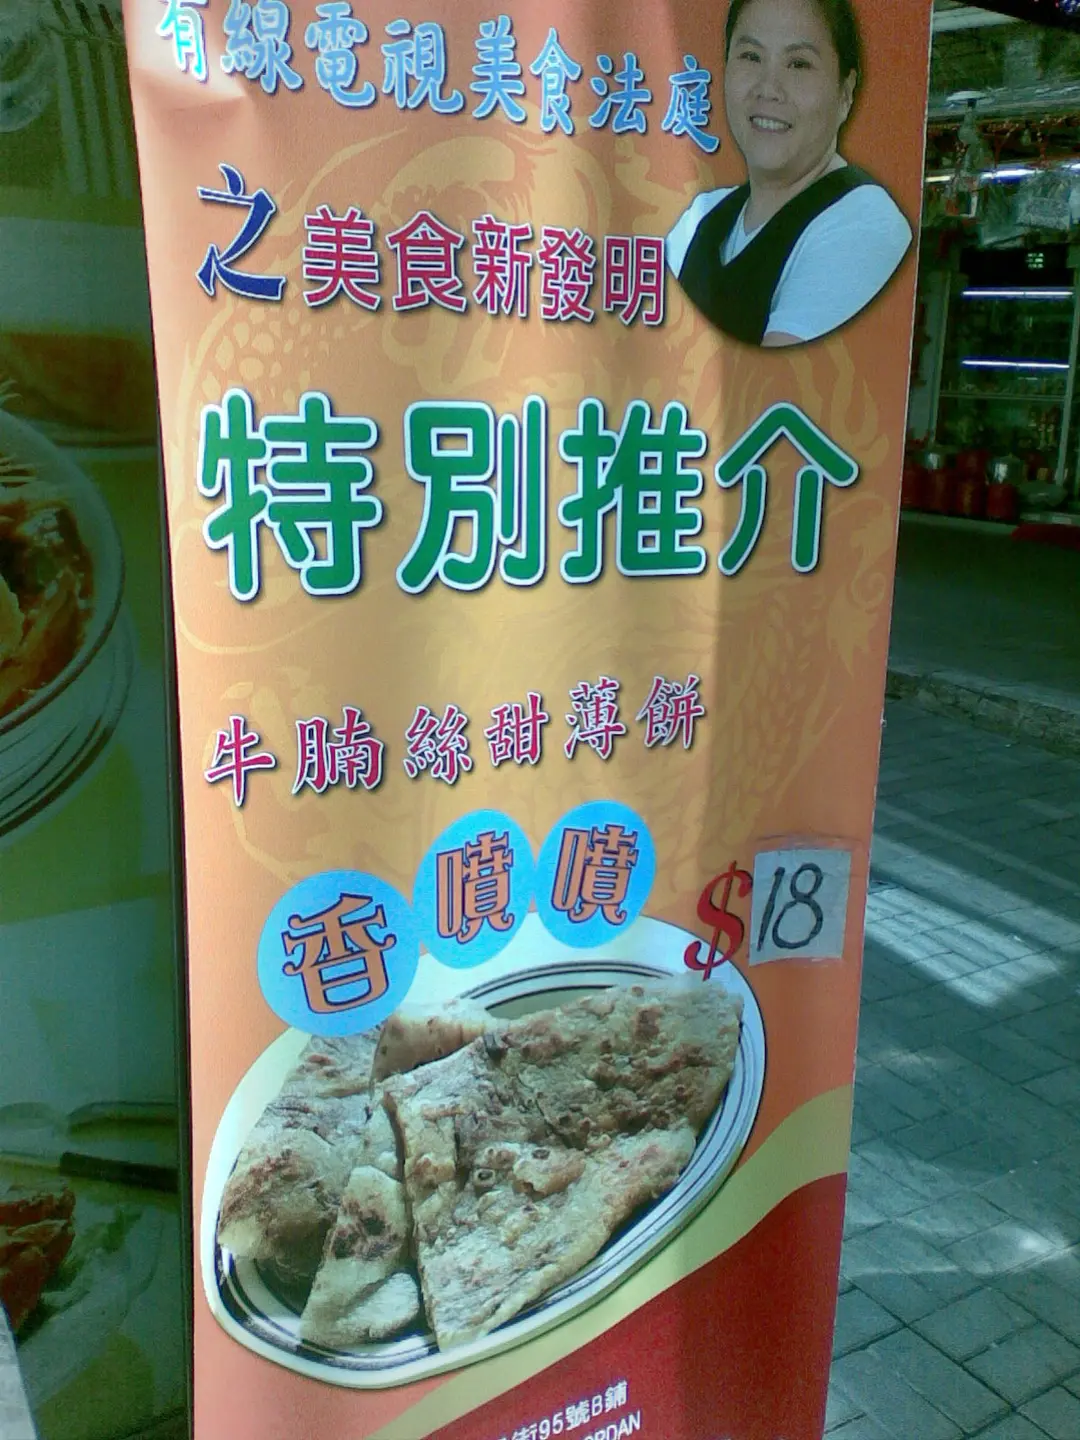 有線電視美食法庭
之美食新發明
特別推介
牛腩絲甜薄餅
香噴噴
$18
街95號B鋪
JORDAN